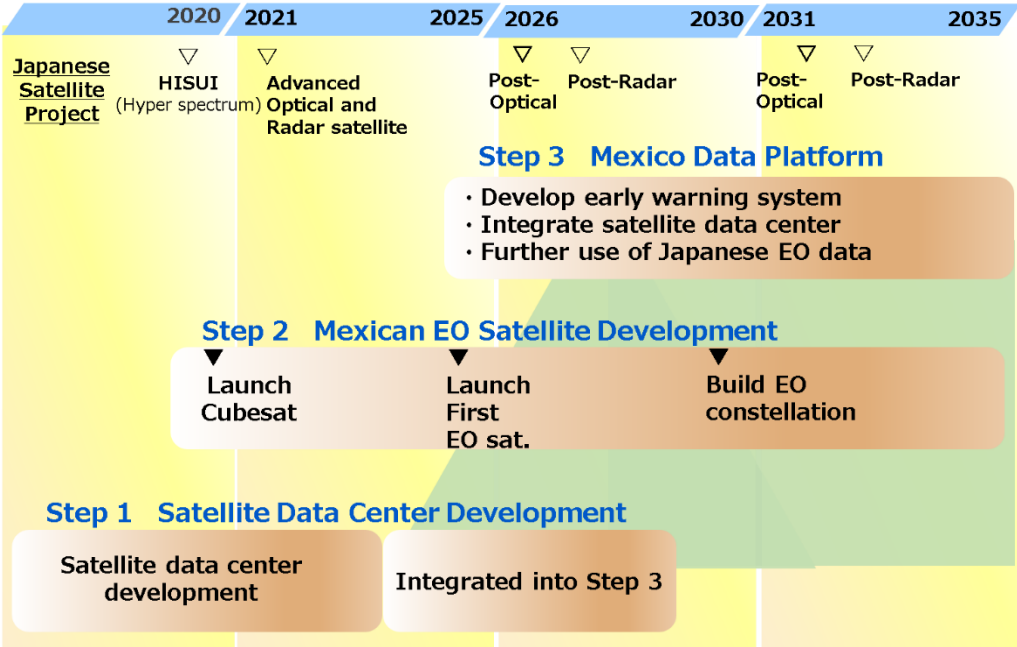 2020 2021 2025 2026 2030 2031 2035
Japanese
Satellite
Project
HISUI
(Hyper spectrum)
Advanced
Optical and
Radar satellite
Post-
Optical
Post-Radar
Post-
Optical
Post-Radar
Step 3 Mexico Data Platform
・Develop early warning system
・Integrate satellite data center
・Further use of Japanese EO data
Step 2 Mexican EO Satellite Development
Launch
Cubesat
Launch
First
EO sat.
Build EO
constellation
Step 1 Satellite Data Center Development
Satellite data center
development
Integrated into Step 3